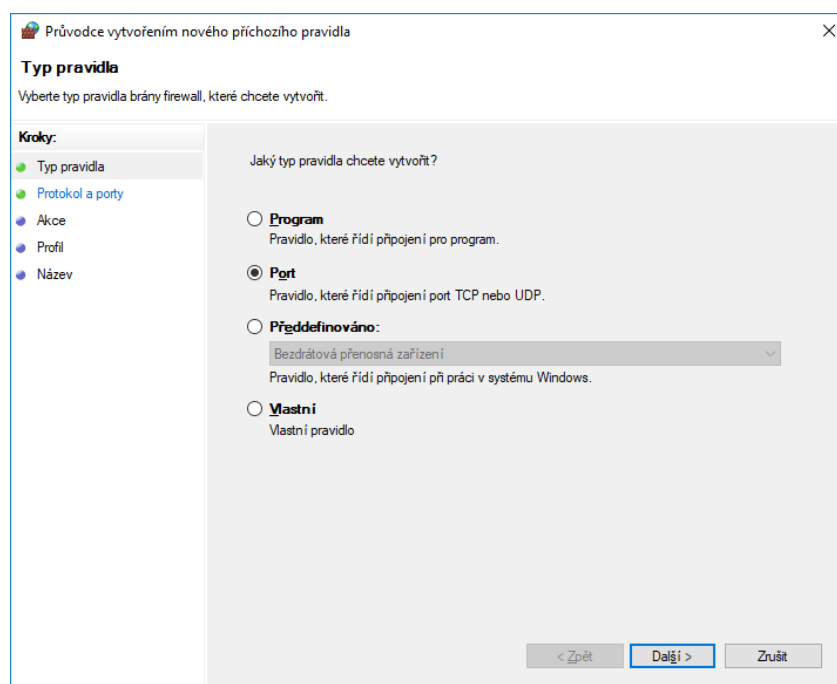 Průvodce vytvořením nového příchozího pravidla
Typ pravidla
Vyberte typ pravidla brány firewall, které chcete vytvořit.
Kroky:
Typ pravidla
Protokol a porty
Akce
Profil
Název
Jaký typ pravidla chcete vytvořit?
Program
Pravidlo, které řídí připojení pro program.
Port
Pravidlo, které řídí připojení port TCP nebo UDP.
Předdefinováno:
Bezdrátová přenosná zařízení
Pravidlo, které řídí připojení při práci v systému Windows.
Vlastní
Vlastní pravidlo
< Zpět
Další >
Zrušit